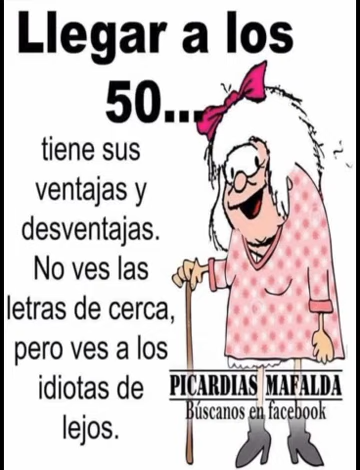 Llegar a los
50...
tiene sus
ventajas y
desventajas.
No ves las
letras de cerca,
pero ves a los
idiotas de
lejos.
PICARDIAS MAFALDA
Búscanos en facebook